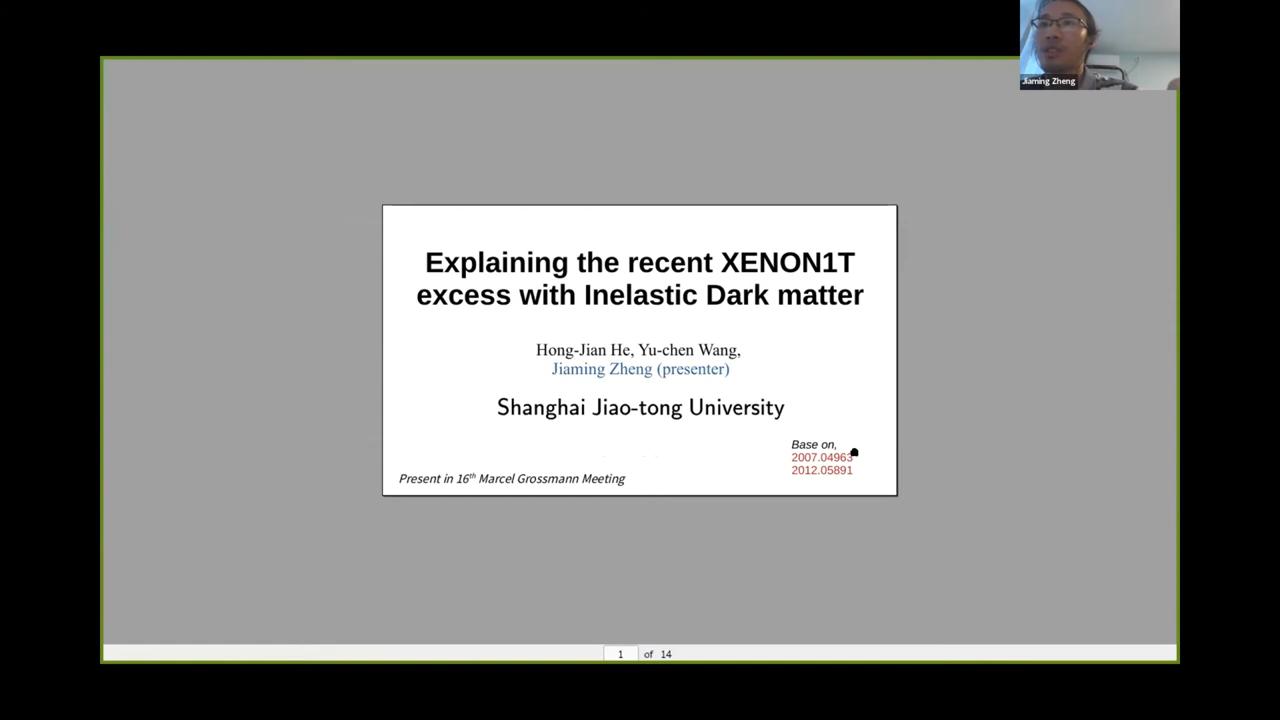 Jiaming Zheng
Explaining the recent XENON1T
excess with Inelastic Dark matter
Hong-Jian He, Yu-chen Wang,
Jiaming Zheng (presenter)
Shanghai Jiao-tong University
Base on,
2007.04963
2012.05891
Present in 16th Marcel Grossmann Meeting
1 of 14